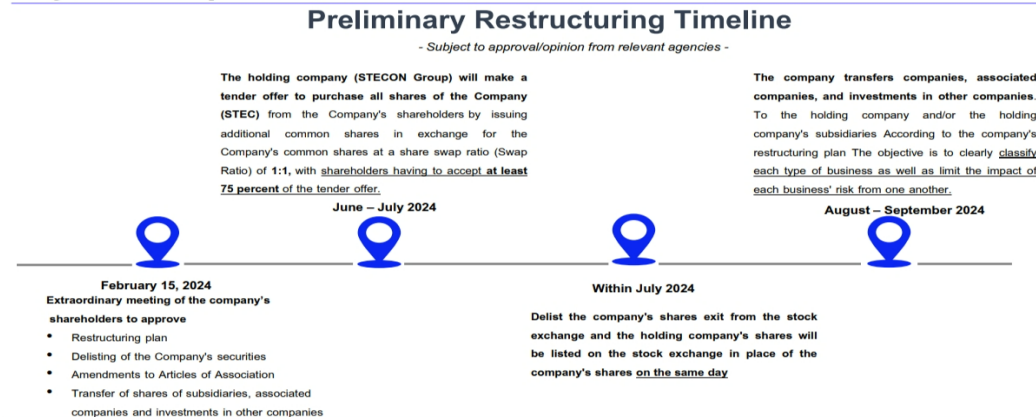 Preliminary Restructuring Timeline
- Subject to approval/opinion from relevant agencies -
The holding company (STECON Group) will make a
tender offer to purchase all shares of the Company
(STEC) from the Company's shareholders by issuing
additional common shares in exchange for the
Company's common shares at a share swap ratio (Swap
Ratio) of 1:1, with shareholders having to accept at least
75 percent of the tender offer.
June – July 2024
The company transfers companies, associated
companies, and investments in other companies.
To the holding company and/or the holding
company's subsidiaries According to the company's
restructuring plan The objective is to clearly classify
each type of business as well as limit the impact of
each business' risk from one another.
August – September 2024
February 15, 2024
Extraordinary meeting of the company's
shareholders to approve
• Restructuring plan
• Delisting of the Company's securities
• Amendments to Articles of Association
• Transfer of shares of subsidiaries, associated
companies and investments in other companies
Within July 2024
Delist the company's shares exit from the stock
exchange and the holding company's shares will
be listed on the stock exchange in place of the
company's shares on the same day